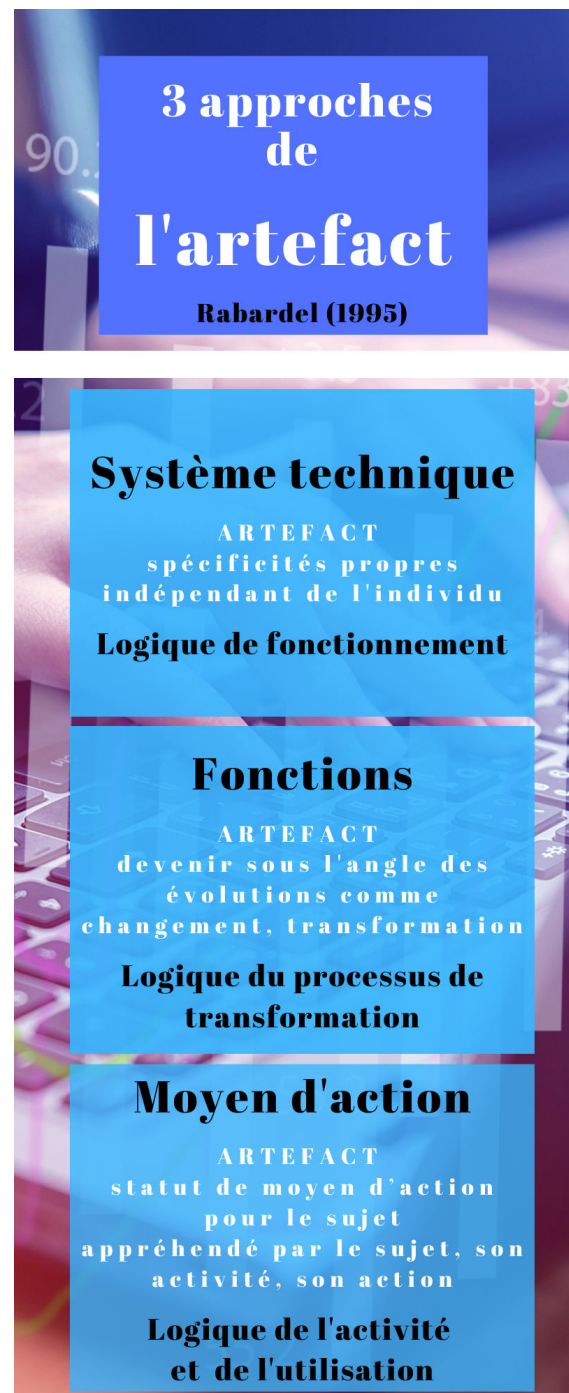 3 approches
de
l'artefact
Rabardel (1995)
90.
Système technique
ARTEFACT
spécificités propres
indépendant de l'individu
Logique de fonctionnement
Fonctions
ARTEFACT
devenir sous l'angle des
évolutions comme
changement, transformation
Logique du processus de
transformation
Moyen d'action
ARTEFACT
statut de moyen d’action
pour le sujet
appréhendé par le sujet, son
activité, son action
Logique de l'activité
et de l'utilisation